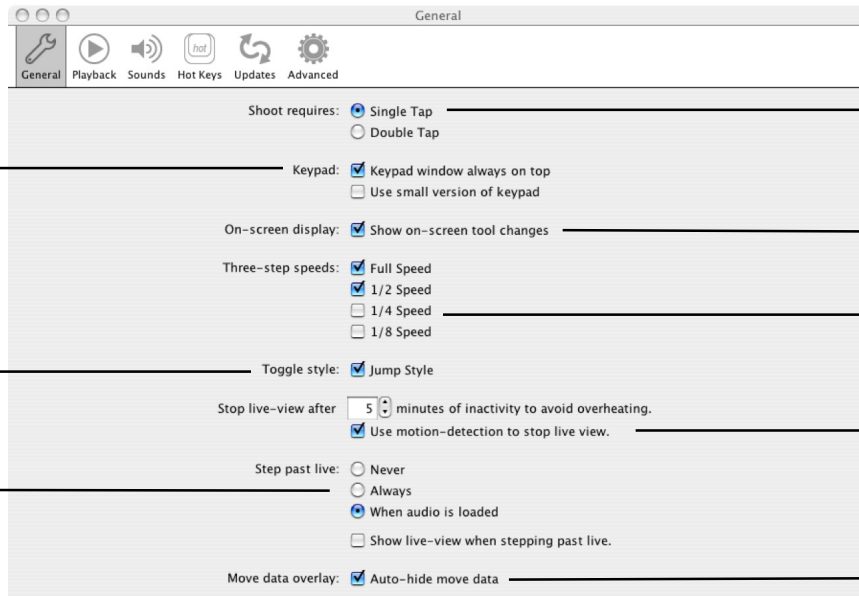 General
hot
General Playback Sounds Hot Keys Updates Advanced
Shoot requires: Single Tap
Double Tap
Keypad: Keypad window always on top
Use small version of keypad
On-screen display: Show on-screen tool changes
Three-step speeds: Full Speed
1/2 Speed
1/4 Speed
1/8 Speed
Toggle style: Jump Style
Stop live-view after 5 minutes of inactivity to avoid overheating.
Use motion-detection to stop live view.
Step past live: Never
Always
When audio is loaded
Show live-view when stepping past live.
Move data overlay: Auto-hide move data